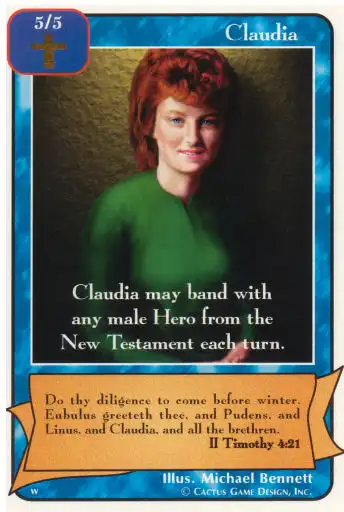 5/5
Claudia
Claudia may band with
any male Hero from the
New Testament each turn.
Do thy diligence to come before winter.
Eubulus greeteth thee, and Pudens, and
Linus, and Claudia, and all the brethren.
II Timothy 4:21
Illus. Michael Bennett
© Cactus Game Design, Inc.
W